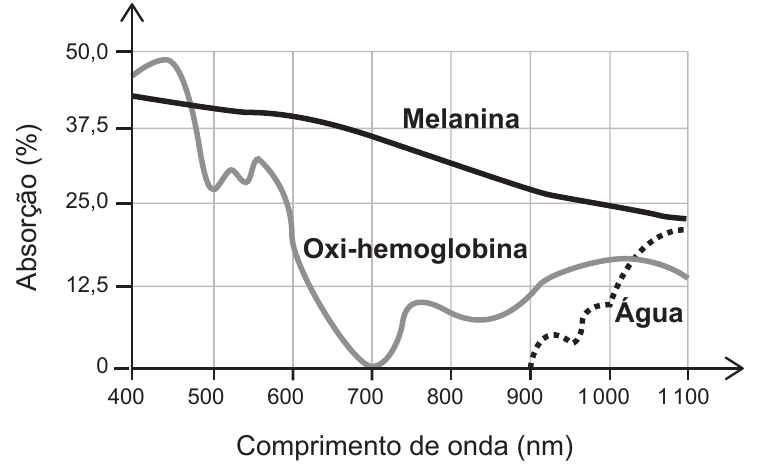 50,0
37,5
25,0
12,5
0
Absorção (%)
Melanina
Oxi-hemoglobina
Água
400 500 600 700 800 900 1 000 1 100
Comprimento de onda (nm)